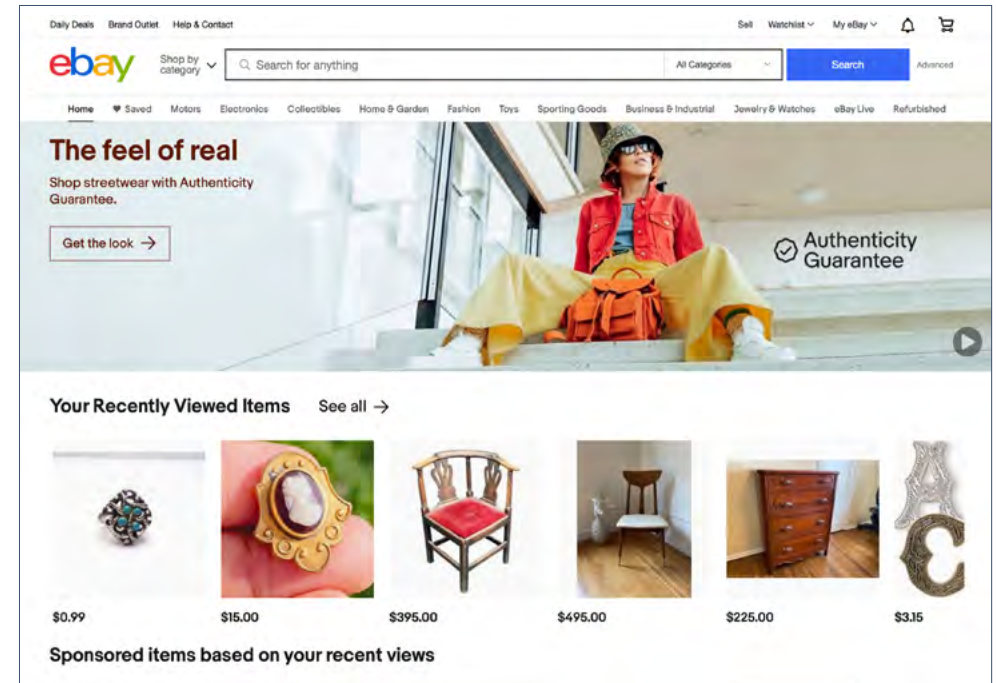 Daily Deals Brand Outlet Help & Contact
Sell Watchlist My eBay
ebay
Shop by
category
Search for anything
All Categories
Search
Advanced
Home Saved Motors Electronics Collectibles Home & Garden Fashion Toys Sporting Goods Business & Industrial Jewelry & Watches eBay Live Refurbished
The feel of real
Shop streetwear with Authenticity
Guarantee.
Get the look →
Authenticity
Guarantee
Your Recently Viewed Items See all →
A
C
$0.99 $15.00 $395.00 $495.00 $225.00 $3.15
Sponsored items based on your recent views